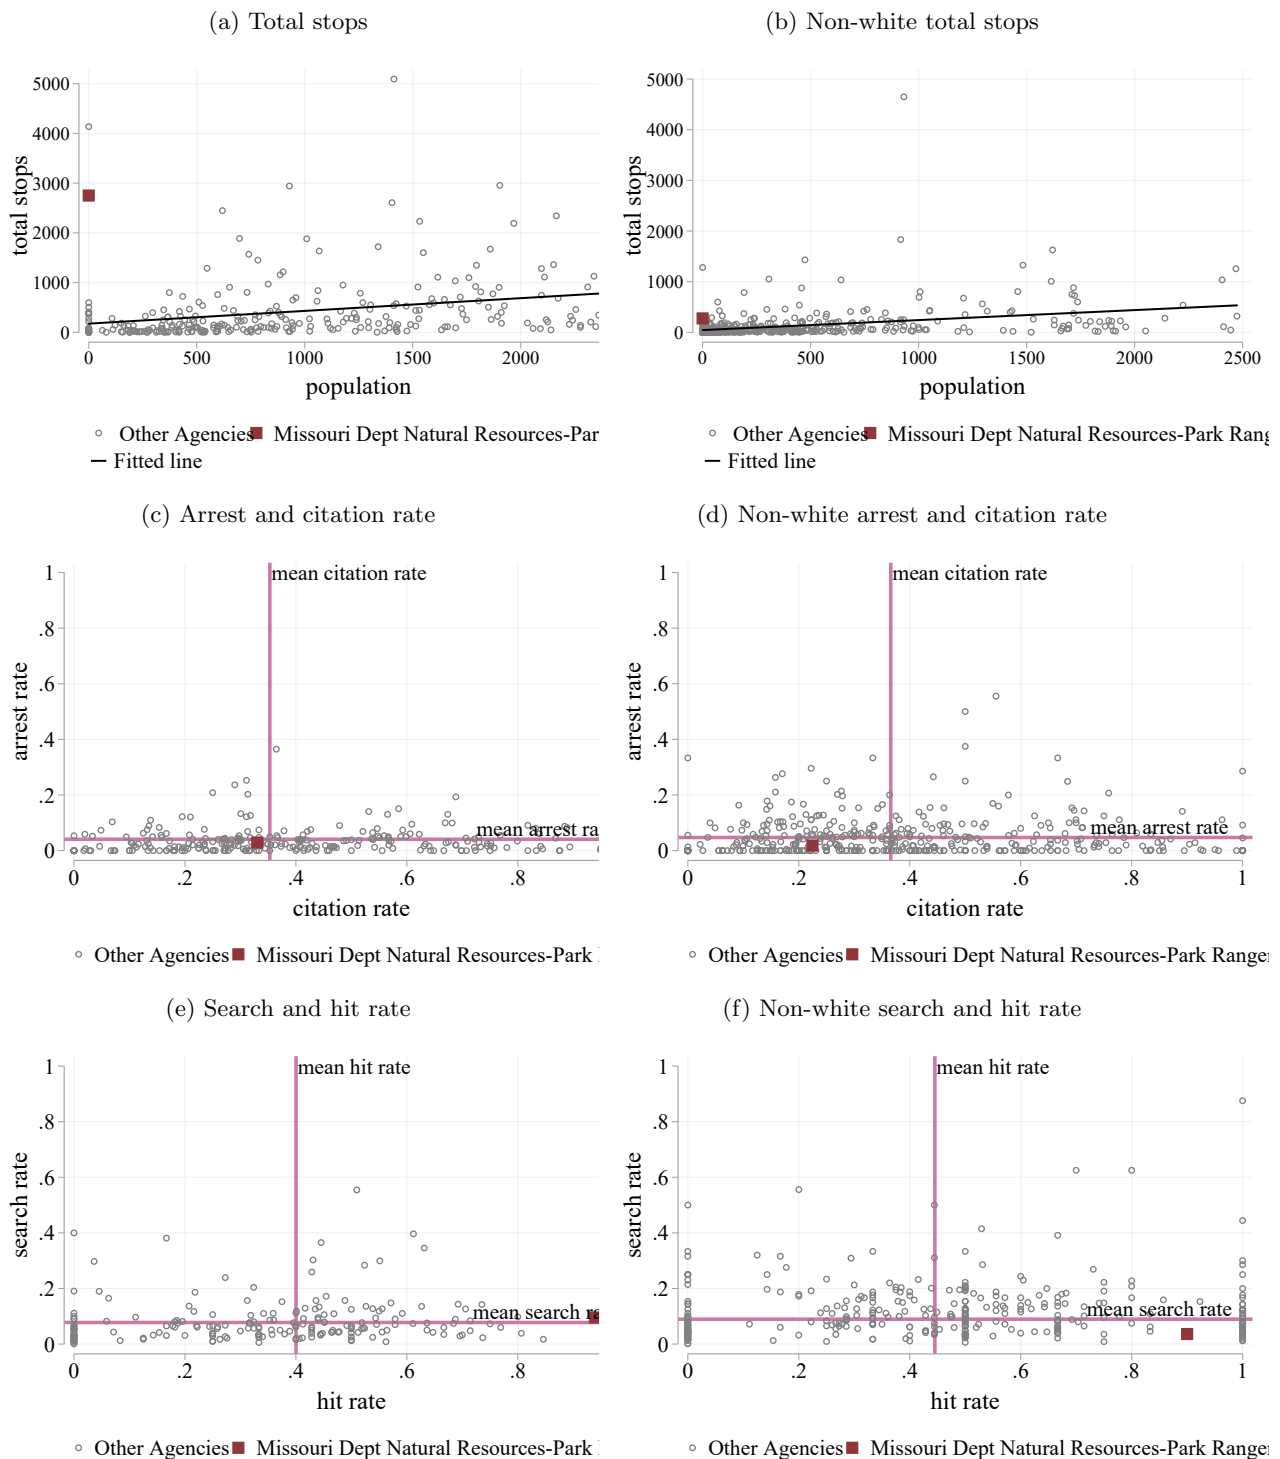 (a) Total stops
(b) Non-white total stops
5000
4000
3000
2000
1000
0
total stops
0
500
1000
1500
2000
population
Other Agencies
Missouri Dept Natural Resources-Par
Fitted line
5000
4000
3000
2000
1000
0
total stops
0
500
1000
1500
2000
2500
population
Other Agencies
Missouri Dept Natural Resources-Park Rang
Fitted line
(c) Arrest and citation rate
(d) Non-white arrest and citation rate
mean citation rate
1
.8
.6
.4
.2
0
arrest rate
mean arrest ra
0
.2
.4
.6
.8
citation rate
Other Agencies
Missouri Dept Natural Resources-Park
mean citation rate
1
.8
.6
.4
.2
0
arrest rate
mean arrest rate
0
.2
.4
.6
.8
1
citation rate
Other Agencies
Missouri Dept Natural Resources-Park Ranger
(e) Search and hit rate
(f) Non-white search and hit rate
mean hit rate
1
.8
.6
.4
.2
0
search rate
mean search ra
0
.2
.4
.6
.8
hit rate
Other Agencies
Missouri Dept Natural Resources-Park
mean hit rate
1
.8
.6
.4
.2
0
search rate
mean search rate
0
.2
.4
.6
.8
1
hit rate
Other Agencies
Missouri Dept Natural Resources-Park Ranger